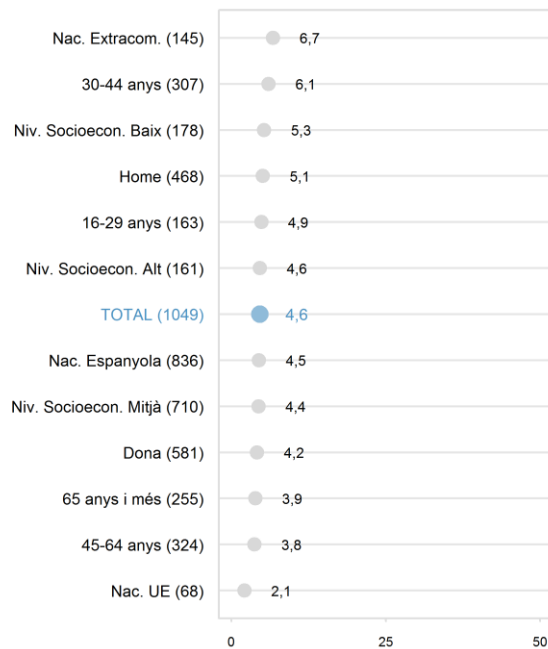 Nac. Extracom. (145) 6,7
30-44 anys (307) 6,1
Niv. Socioecon. Baix (178) 5,3
Home (468) 5,1
16-29 anys (163) 4,9
Niv. Socioecon. Alt (161) 4,6
TOTAL (1049) 4,6
Nac. Espanyola (836) 4,5
Niv. Socioecon. Mitjà (710) 4,4
Dona (581) 4,2
65 anys i més (255) 3,9
45-64 anys (324) 3,8
Nac. UE (68) 2,1
0 25 50